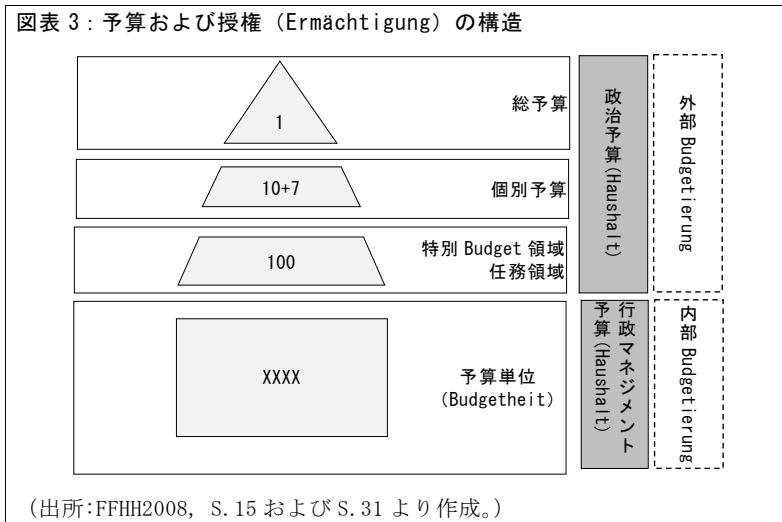 図表 3：予算および授権（Ermächtigung）の構造
1
総予算
10+7
個別予算
100
特別 Budget 領域
任務領域
XXXX
予算単位
(Budgetheit)
政治予算(Haushalt)
外部 Budgetierung
行政マネジメント
予算(Haushalt)
内部 Budgetierung
（出所:FFHH2008, S.15 および S.31 より作成。）